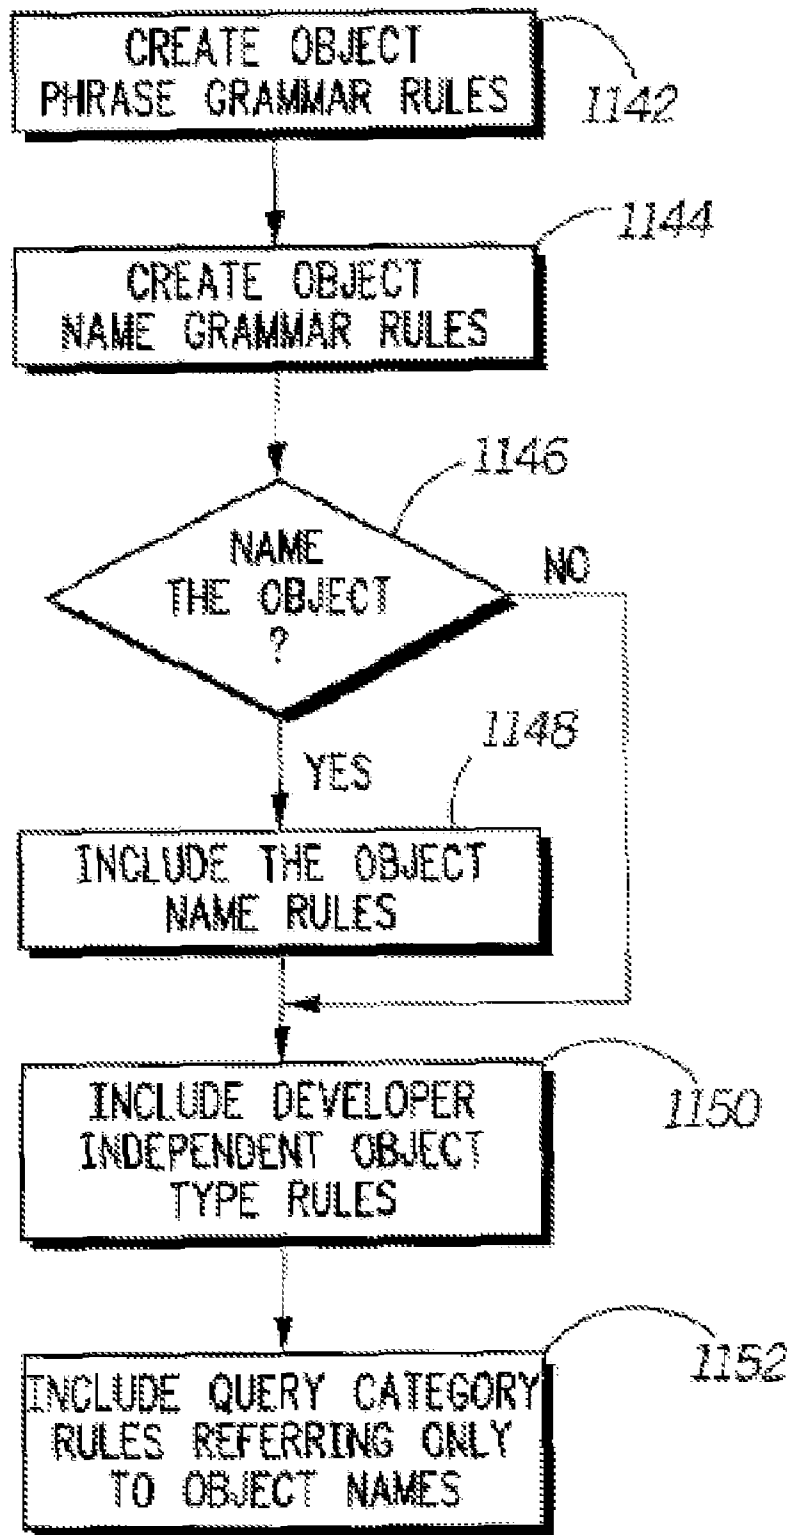 CREATE OBJECT
PHRASE GRAMMAR RULES
1142
1144
CREATE OBJECT
NAME GRAMMAR RULES
1146
NAME
THE OBJECT
?
NO
YES
1148
INCLUDE THE OBJECT
NAME RULES
INCLUDE DEVELOPER
INDEPENDENT OBJECT
TYPE RULES
1150
1152
INCLUDE QUERY CATEGORY
RULES REFERRING ONLY
TO OBJECT NAMES